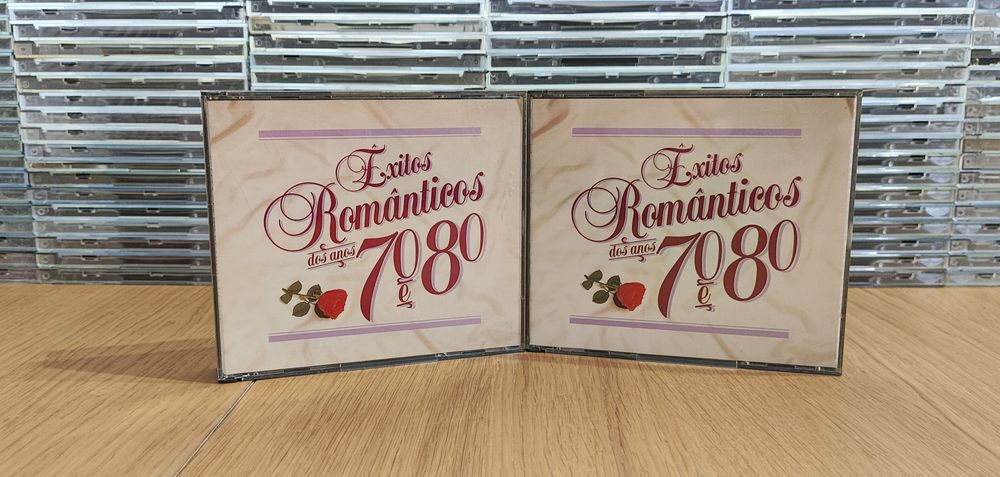 Êxitos
Românticos
dos anos 70 e 80
Êxitos
Românticos
dos anos 70 e 80